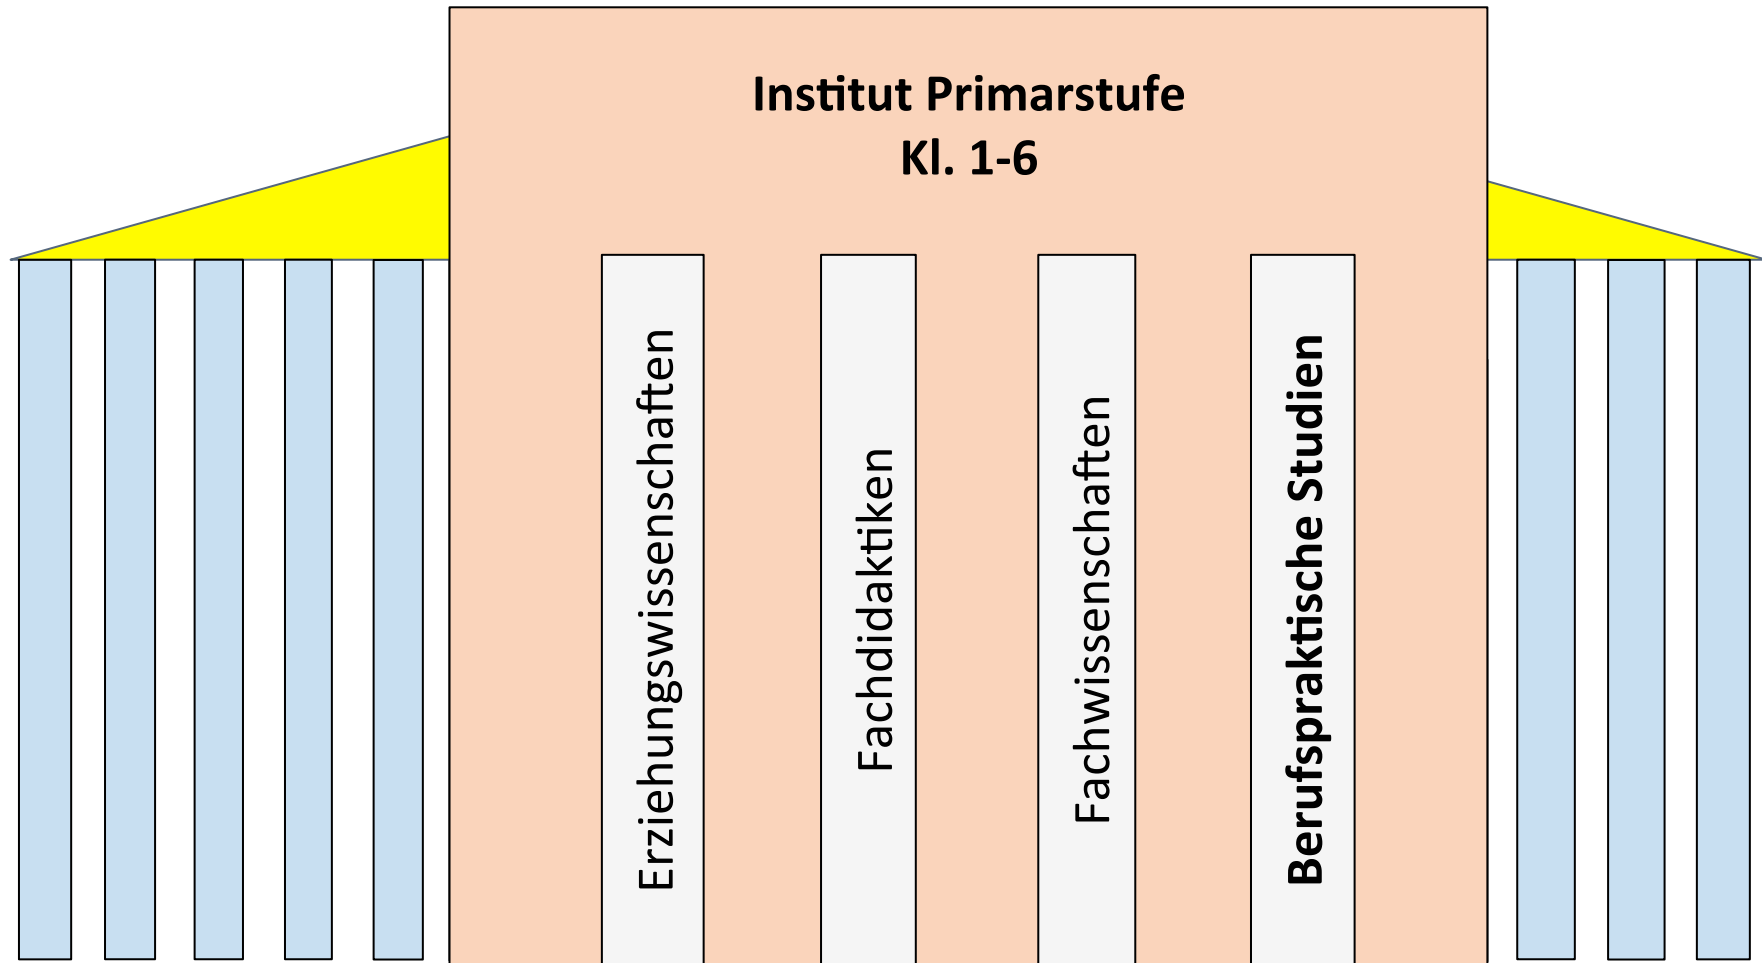 Institut Primarstufe
Kl. 1-6
Erziehungswissenschaften
Fachdidaktiken
Fachwissenschaften
Berufspraktische Studien